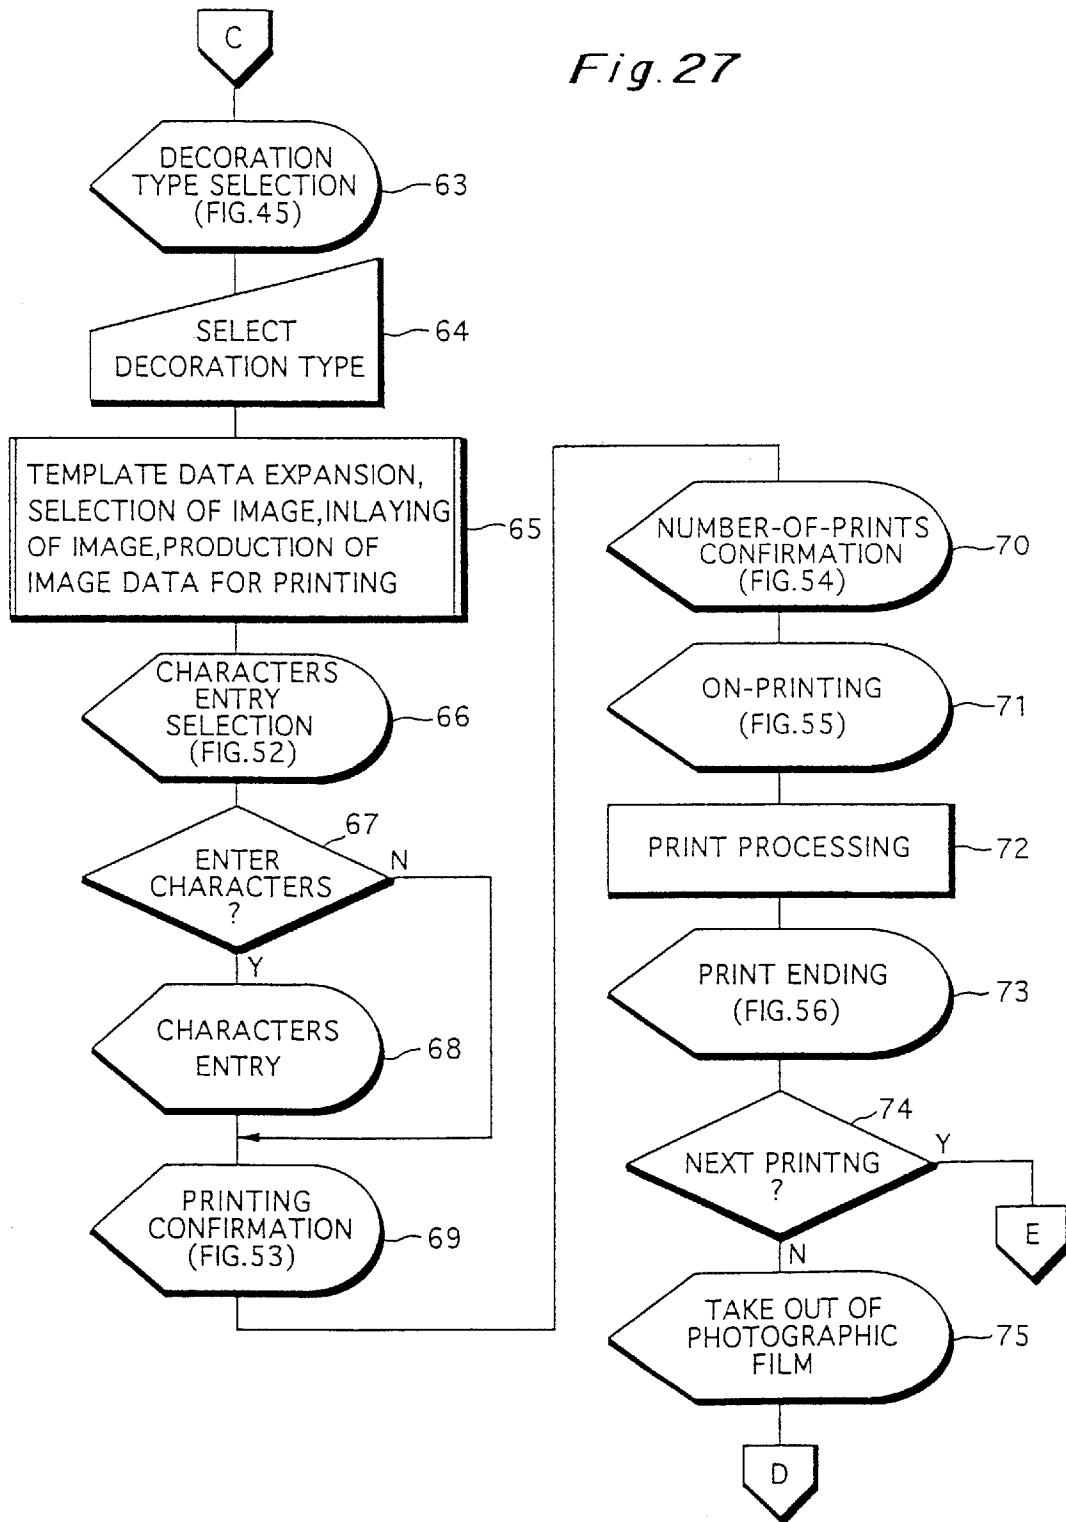 C
Fig.27
DECORATION
TYPE SELECTION
(FIG.45)
63
SELECT
DECORATION TYPE
64
TEMPLATE DATA EXPANSION,
SELECTION OF IMAGE,INLAYING
OF IMAGE,PRODUCTION OF
IMAGE DATA FOR PRINTING
65
CHARACTERS
ENTRY
SELECTION
(FIG.52)
66
67
ENTER
CHARACTERS
?
N
Y
CHARACTERS
ENTRY
68
PRINTING
CONFIRMATION
(FIG.53)
69
NUMBER-OF-PRINTS
CONFIRMATION
(FIG.54)
70
ON-PRINTING
(FIG.55)
71
PRINT PROCESSING
72
PRINT ENDING
(FIG.56)
73
74
NEXT PRINTNG
?
Y
E
N
TAKE OUT OF
PHOTOGRAPHIC
FILM
75
D